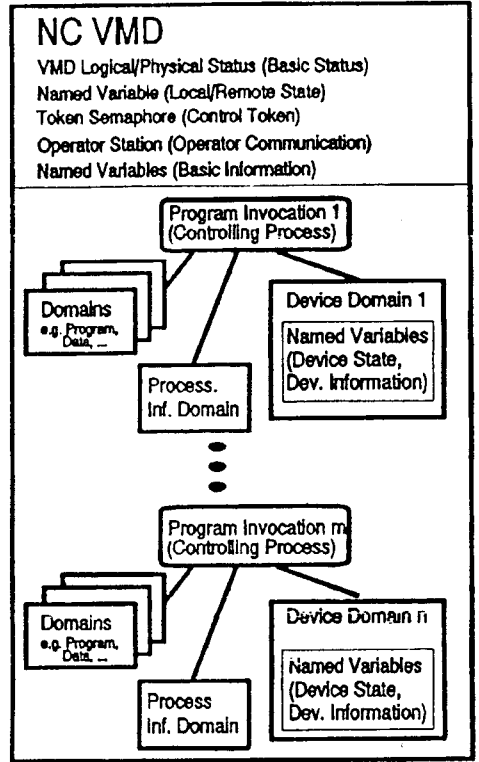 NC VMD
VMD Logical/Physical Status (Basic Status)
Named Variable (Local/Remote State)
Token Semaphore (Control Token)
Operator Station (Operator Communication)
Named Variables (Basic Information)
Program Invocation 1
(Controlling Process)
Domains
e.g. Program,
Data, ...
Device Domain 1
Named Variables
(Device State,
Dev. Information)
Process.
Inf. Domain
Program Invocation m
(Controlling Process)
Domains
e.g. Program,
Data, ...
Device Domain n
Named Variables
(Device State,
Dev. Information)
Process
Inf. Domain